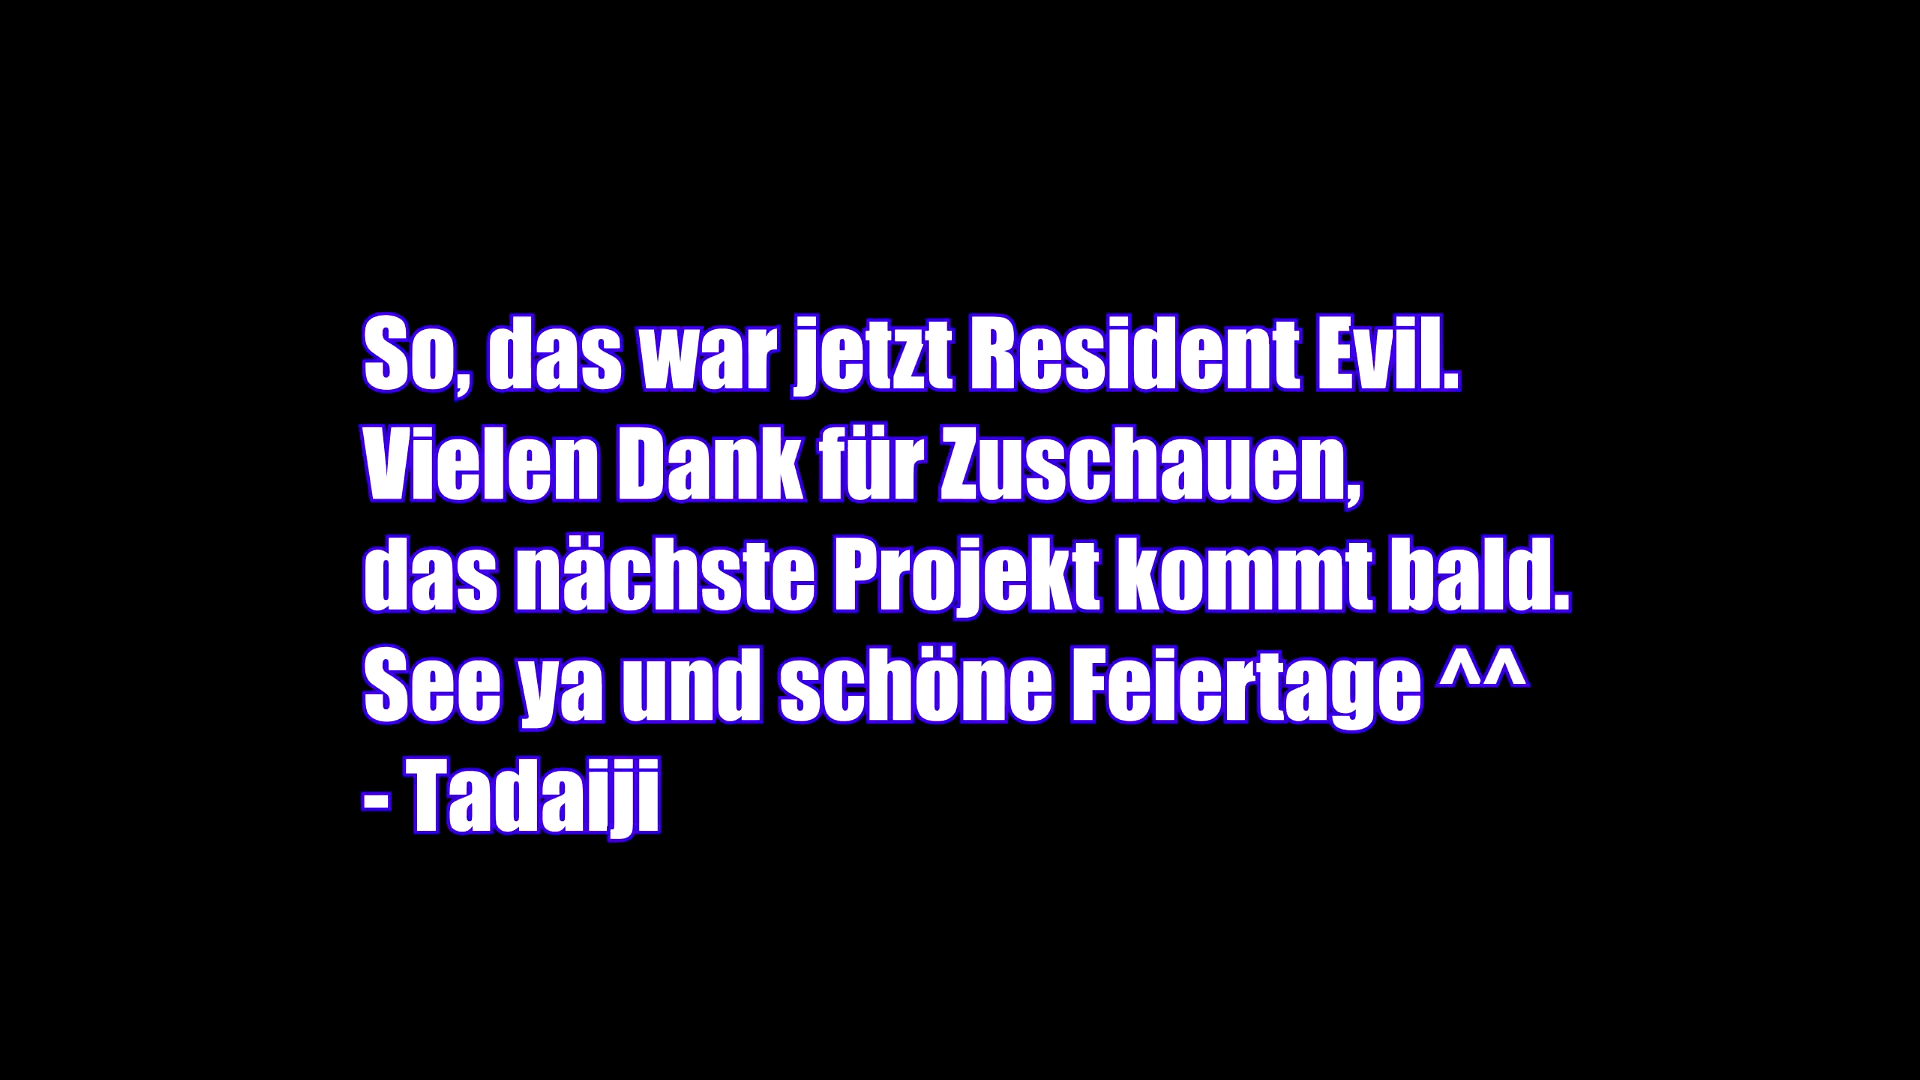 So, das war jetzt Resident Evil.
Vielen Dank für Zuschauen,
das nächste Projekt kommt bald.
See ya und schöne Feiertage ^^
- Tadaiji